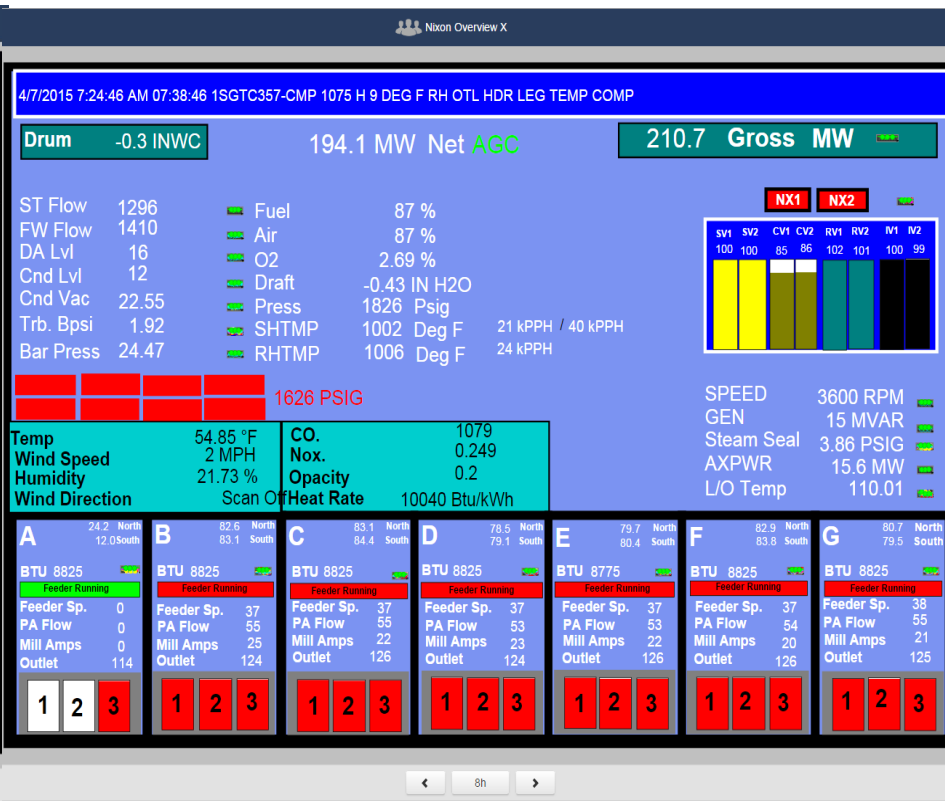 Nixon Overview X
4/7/2015 7:24:46 AM 07:38:46 1SGTC357-CMP 1075 H 9 DEG F RH OTL HDR LEG TEMP COMP
Drum -0.3 INWC
194.1 MW Net AGC
210.7 Gross MW
ST Flow 1296
FW Flow 1410
DA Lvl 16
Cnd Lvl 12
Cnd Vac 22.55
Trb. Bpsi 1.92
Bar Press 24.47
Fuel 87 %
Air 87 %
O2 2.69 %
Draft -0.43 IN H2O
Press 1826 Psig
SHTMP 1002 Deg F 21 kPPH / 40 kPPH
RHTMP 1006 Deg F 24 kPPH
NX1 NX2
SV1 SV2 CV1 CV2 RV1 RV2 IV1 IV2
100 100 85 86 102 101 100 99
1626 PSIG
SPEED 3600 RPM
GEN 15 MVAR
Steam Seal 3.86 PSIG
AXPWR 15.6 MW
L/O Temp 110.01
Temp 54.85 °F
Wind Speed 2 MPH
Humidity 21.73 %
Wind Direction Scan Off
CO. 1079
Nox. 0.249
Opacity 0.2
Heat Rate 10040 Btu/kWh
A 24.2 North
12.0 South
BTU 8825
Feeder Running
Feeder Sp. 0
PA Flow 0
Mill Amps 0
Outlet 114
1 2 3
B 82.6 North
83.1 South
BTU 8825
Feeder Running
Feeder Sp. 37
PA Flow 55
Mill Amps 25
Outlet 124
1 2 3
C 83.1 North
84.4 South
BTU 8825
Feeder Running
Feeder Sp. 37
PA Flow 55
Mill Amps 22
Outlet 126
1 2 3
D 78.5 North
79.1 South
BTU 8825
Feeder Running
Feeder Sp. 37
PA Flow 53
Mill Amps 23
Outlet 124
1 2 3
E 79.7 North
80.4 South
BTU 8775
Feeder Running
Feeder Sp. 37
PA Flow 53
Mill Amps 22
Outlet 126
1 2 3
F 82.9 North
83.8 South
BTU 8825
Feeder Running
Feeder Sp. 37
PA Flow 54
Mill Amps 20
Outlet 126
1 2 3
G 80.7 North
79.5 South
BTU 8825
Feeder Running
Feeder Sp. 38
PA Flow 55
Mill Amps 21
Outlet 125
1 2 3
8h